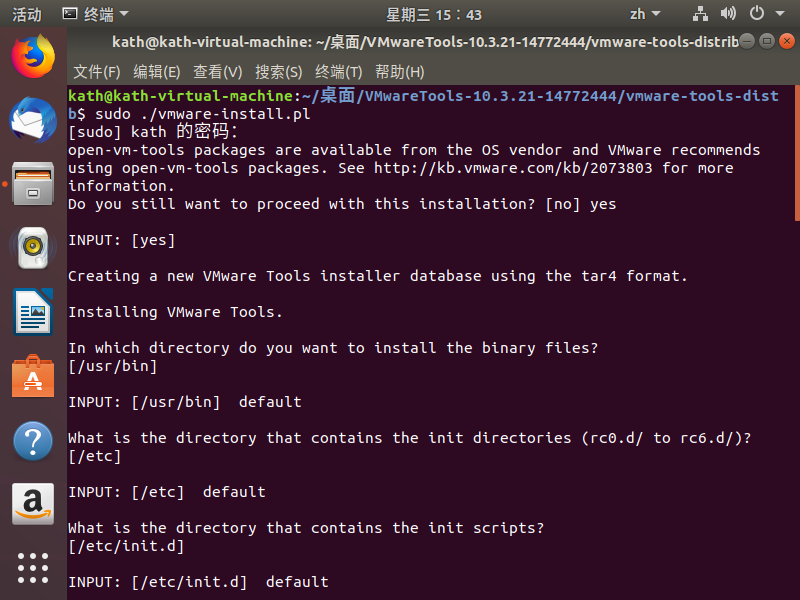 活动 终端 星期三 15：43 zh
kath@kath-virtual-machine: ~/桌面/VMwareTools-10.3.21-14772444/vmware-tools-distrib
文件(F) 编辑(E) 查看(V) 搜索(S) 终端(T) 帮助(H)
kath@kath-virtual-machine:~/桌面/VMwareTools-10.3.21-14772444/vmware-tools-dist
b$ sudo ./vmware-install.pl
[sudo] kath 的密码：
open-vm-tools packages are available from the OS vendor and VMware recommends
using open-vm-tools packages. See http://kb.vmware.com/kb/2073803 for more
information.
Do you still want to proceed with this installation? [no] yes
INPUT: [yes]
Creating a new VMware Tools installer database using the tar4 format.
Installing VMware Tools.
In which directory do you want to install the binary files?
[/usr/bin]
INPUT: [/usr/bin]  default
What is the directory that contains the init directories (rc0.d/ to rc6.d/)?
[/etc]
INPUT: [/etc]  default
What is the directory that contains the init scripts?
[/etc/init.d]
INPUT: [/etc/init.d]  default